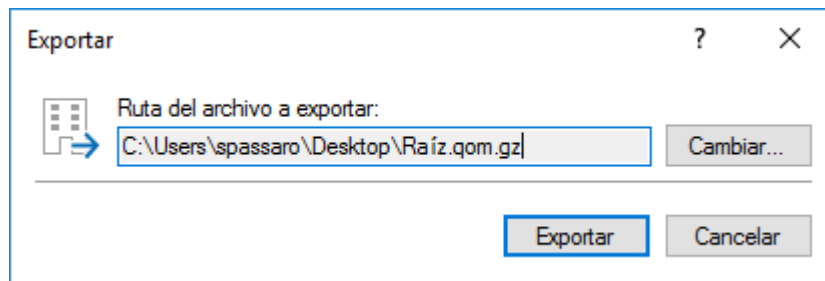 Exportar
?
Ruta del archivo a exportar:
C:\Users\spassaro\Desktop\Raíz.qom.gz
Cambiar...
Exportar
Cancelar